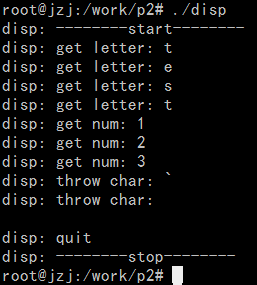 root@jzj:/work/p2# ./disp
disp: --------start--------
disp: get letter: t
disp: get letter: e
disp: get letter: s
disp: get letter: t
disp: get num: 1
disp: get num: 2
disp: get num: 3
disp: throw char: `
disp: throw char:

disp: quit
disp: --------stop--------
root@jzj:/work/p2#